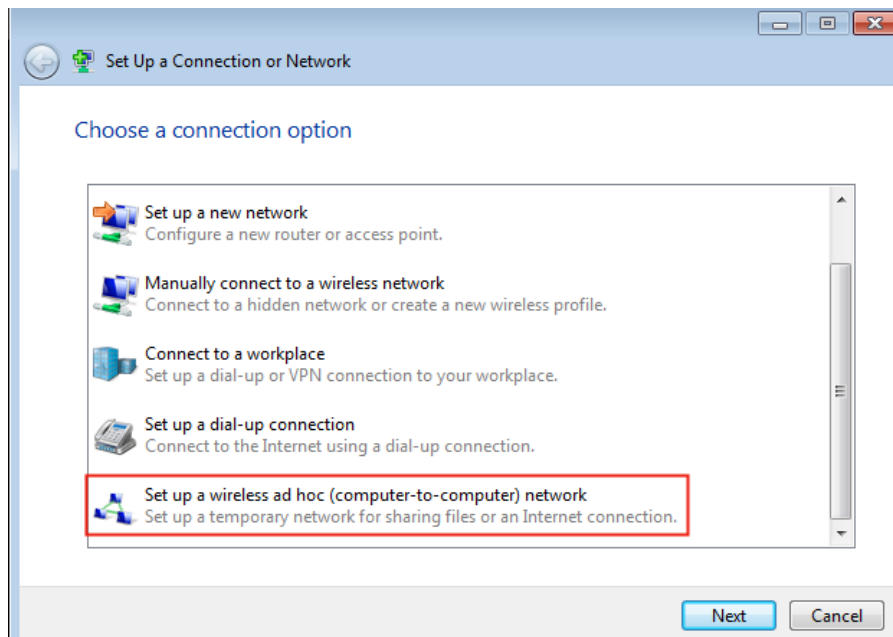 Set Up a Connection or Network
Choose a connection option
Set up a new network
Configure a new router or access point.
Manually connect to a wireless network
Connect to a hidden network or create a new wireless profile.
Connect to a workplace
Set up a dial-up or VPN connection to your workplace.
Set up a dial-up connection
Connect to the Internet using a dial-up connection.
Set up a wireless ad hoc (computer-to-computer) network
Set up a temporary network for sharing files or an Internet connection.
Next
Cancel